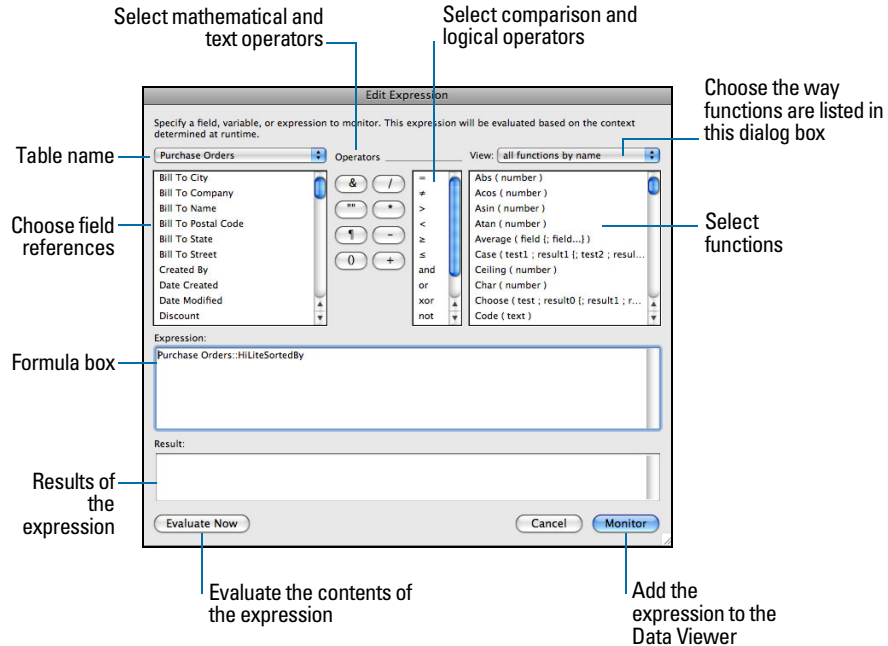 Select mathematical and
text operators
Select comparison and
logical operators
Choose the way
functions are listed in
this dialog box
Table name
Choose field
references
Select
functions
Formula box
Results of
the
expression
Evaluate the contents of
the expression
Add the
expression to the
Data Viewer
Edit Expression
Specify a field, variable, or expression to monitor. This expression will be evaluated based on the context
determined at runtime.
Purchase Orders
Operators
View: all functions by name
Bill To City
Bill To Company
Bill To Name
Bill To Postal Code
Bill To State
Bill To Street
Created By
Date Created
Date Modified
Discount
& /
"" *
¶ -
() +
=
≠
>
<
≥
≤
and
or
xor
not
Abs ( number )
Acos ( number )
Asin ( number )
Atan ( number )
Average ( field {; field...} )
Case ( test1 ; result1 {; test2 ; resul...
Ceiling ( number )
Char ( number )
Choose ( test ; result0 {; result1 ; r...
Code ( text )
Expression:
Purchase Orders::HiLiteSortedBy
Result:
Evaluate Now
Cancel
Monitor